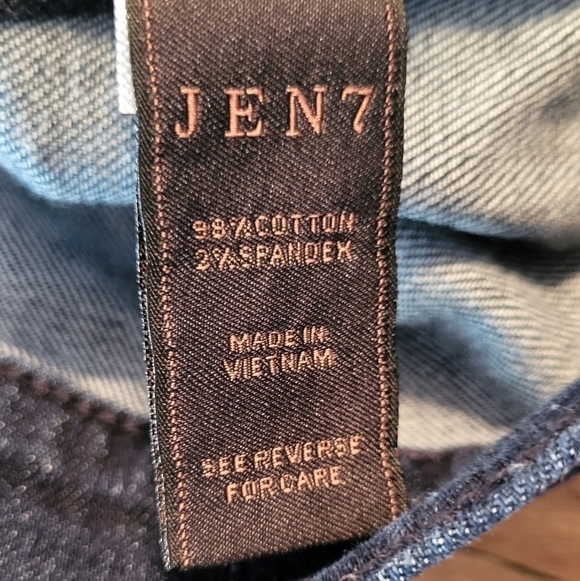 JEN7
98% COTTON
2% SPANDEX
MADE IN
VIETNAM
SEE REVERSE
FOR CARE